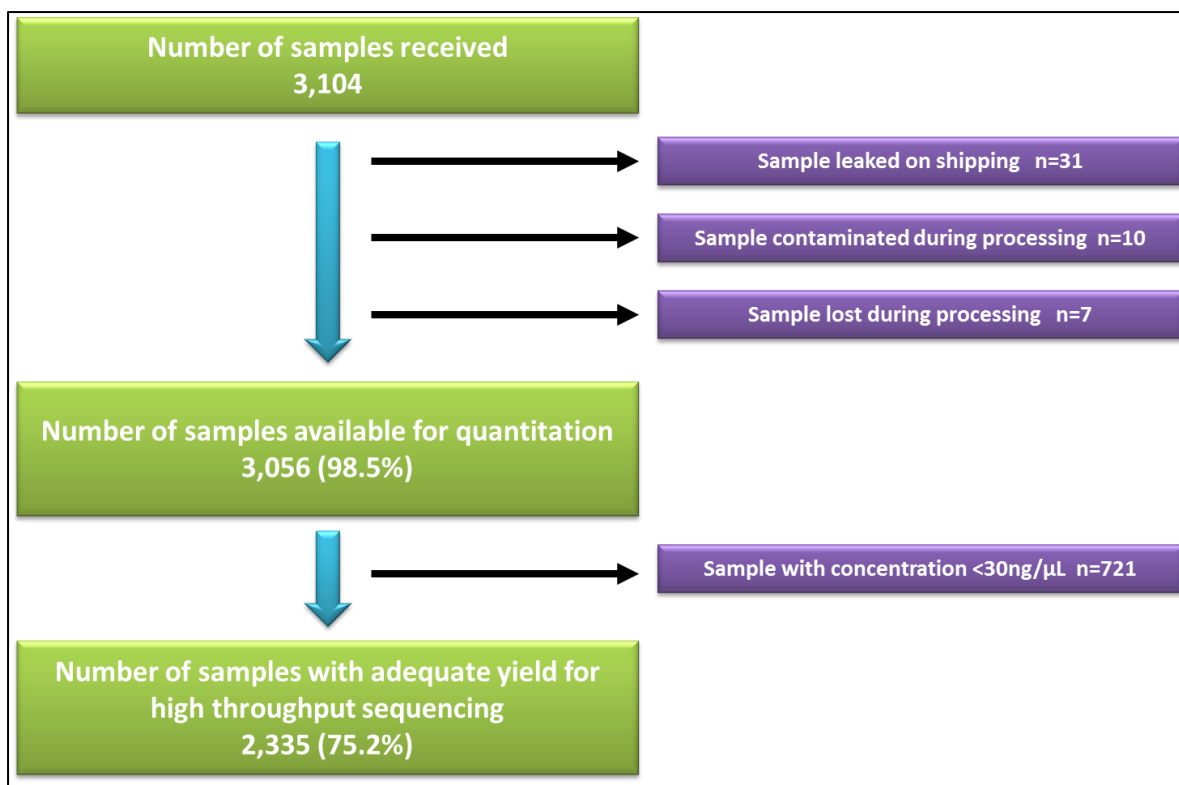 Number of samples received
3,104
Sample leaked on shipping n=31
Sample contaminated during processing n=10
Sample lost during processing n=7
Number of samples available for quantitation
3,056 (98.5%)
Sample with concentration <30ng/µL n=721
Number of samples with adequate yield for
high throughput sequencing
2,335 (75.2%)